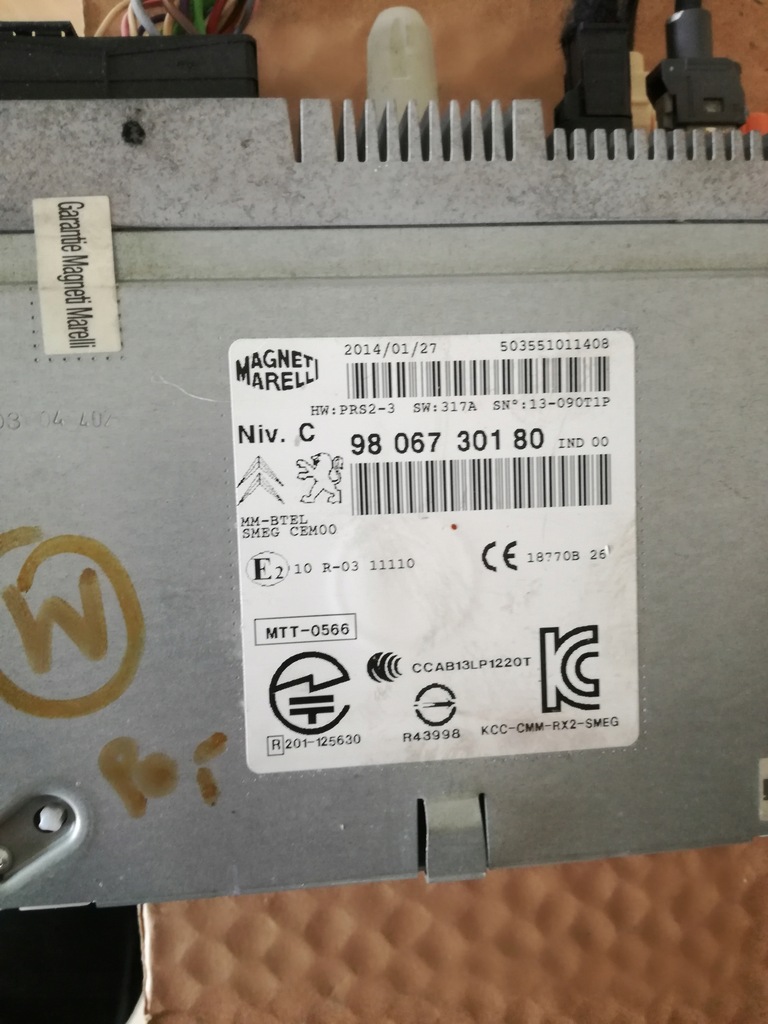 Garantie Magneti Marelli
MAGNETI
MARELLI
2014/01/27
503551011408
HW:PRS2-3 SW:317A SN°:13-090T1P
Niv. C
98 067 301 80 IND 00
MM-BTEL
SMEG CEM00
E2 10 R-03 11110
CE 18770B 26
MTT-0566
CCAB13LP1220T
KC
R 201-125630
R43998
KCC-CMM-RX2-SMEG
W